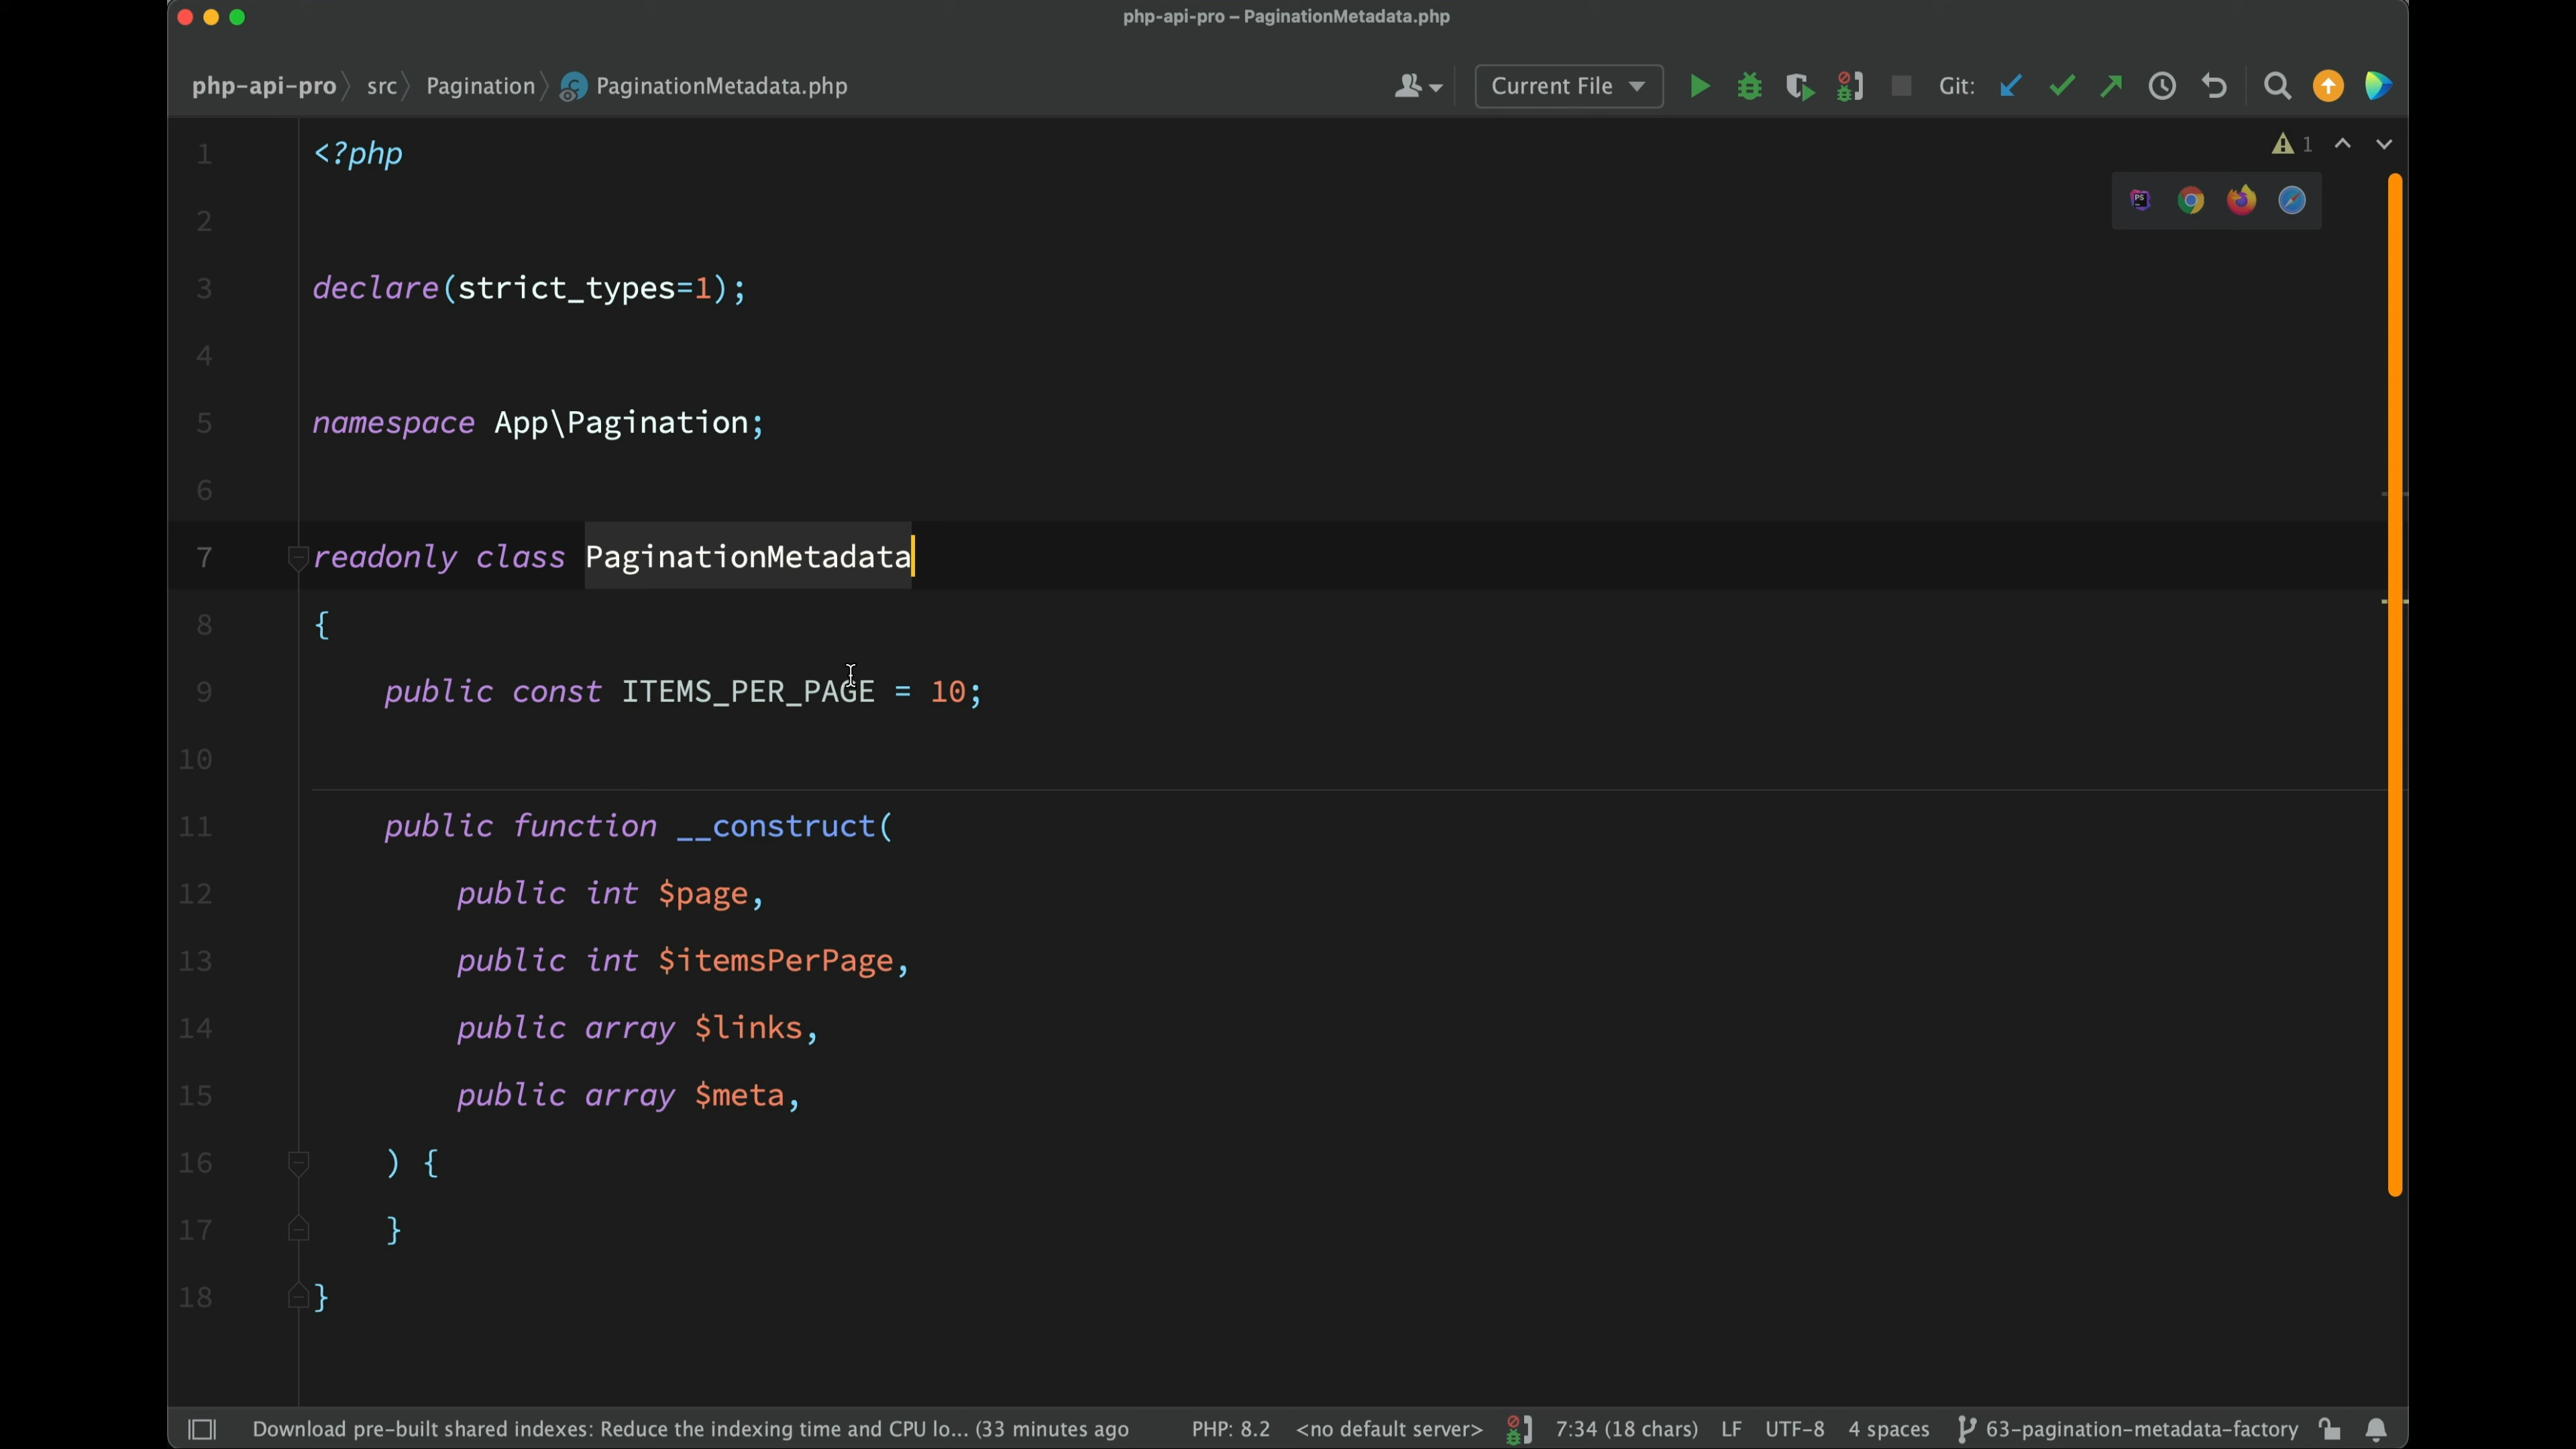 php-api-pro – PaginationMetadata.php
php-api-pro src Pagination PaginationMetadata.php Current File Git:
1 <?php
1
2
3 declare(strict_types=1);
4
5 namespace App\Pagination;
6
7 readonly class PaginationMetadata
8 {
9 public const ITEMS_PER_PAGE = 10;
10
11 public function __construct(
12 public int $page,
13 public int $itemsPerPage,
14 public array $links,
15 public array $meta,
16 ) {
17 }
18 }
Download pre-built shared indexes: Reduce the indexing time and CPU lo... (33 minutes ago PHP: 8.2 <no default server> 7:34 (18 chars) LF UTF-8 4 spaces 63-pagination-metadata-factory